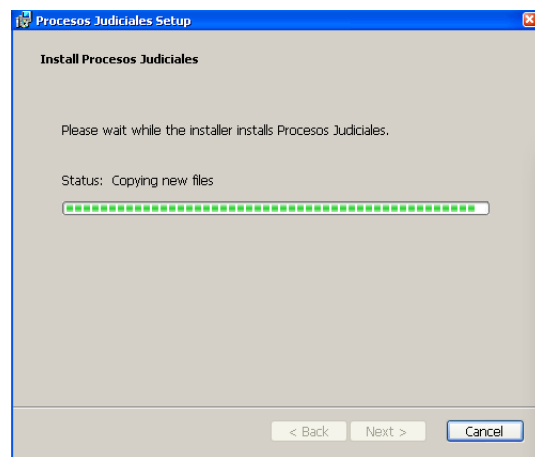 Procesos Judiciales Setup
Install Procesos Judiciales
Please wait while the installer installs Procesos Judiciales.
Status: Copying new files
< Back Next > Cancel